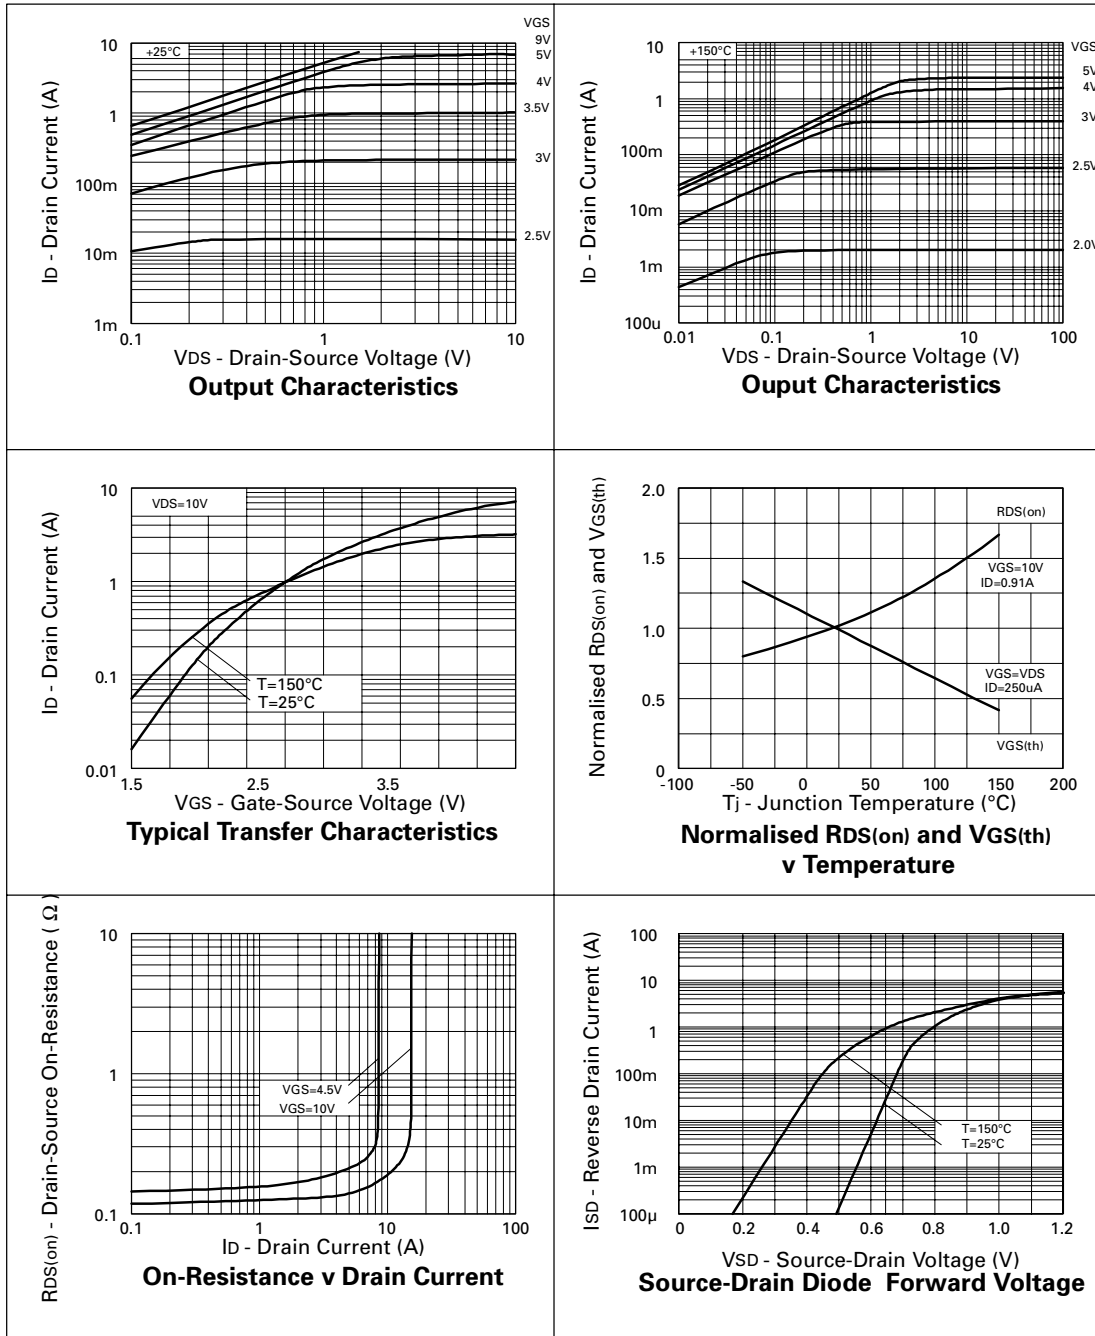 VGS
+25°C
9V
5V
4V
3.5V
3V
2.5V
10
1
100m
10m
1m
0.1
1
10
ID - Drain Current (A)
VDS - Drain-Source Voltage (V)
Output Characteristics
VGS
+150°C
5V
4V
3V
2.5V
2.0V
10
1
100m
10m
1m
100u
0.01
0.1
1
10
100
ID - Drain Current (A)
VDS - Drain-Source Voltage (V)
Ouput Characteristics
VDS=10V
10
1
0.1
0.01
1.5
2.5
3.5
T=150°C
T=25°C
ID - Drain Current (A)
VGS - Gate-Source Voltage (V)
Typical Transfer Characteristics
2.0
1.5
1.0
0.5
0
-100
-50
0
50
100
150
200
RDS(on)
VGS=10V
ID=0.91A
VGS=VDS
ID=250uA
VGS(th)
Normalised RDS(on) and VGS(th)
Tj - Junction Temperature (°C)
Normalised RDS(on) and VGS(th)
v Temperature
10
1
0.1
0.1
1
10
100
VGS=4.5V
VGS=10V
RDS(on) - Drain-Source On-Resistance ( Ω )
ID - Drain Current (A)
On-Resistance v Drain Current
100
10
1
100m
10m
1m
100µ
0
0.2
0.4
0.6
0.8
1.0
1.2
T=150°C
T=25°C
ISD - Reverse Drain Current (A)
VSD - Source-Drain Voltage (V)
Source-Drain Diode Forward Voltage